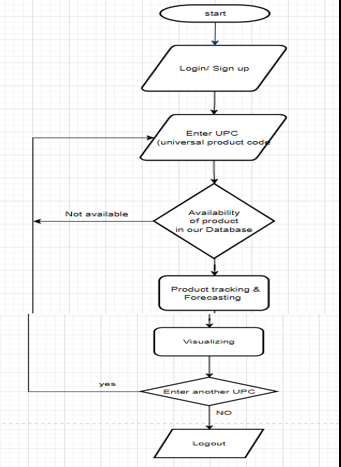 start
Login/ Sign up
Enter UPC
(universal product code
Availability
of product
in our Database
Not available
Product tracking &
Forecasting
Visualizing
yes
Enter another UPC
NO
Logout